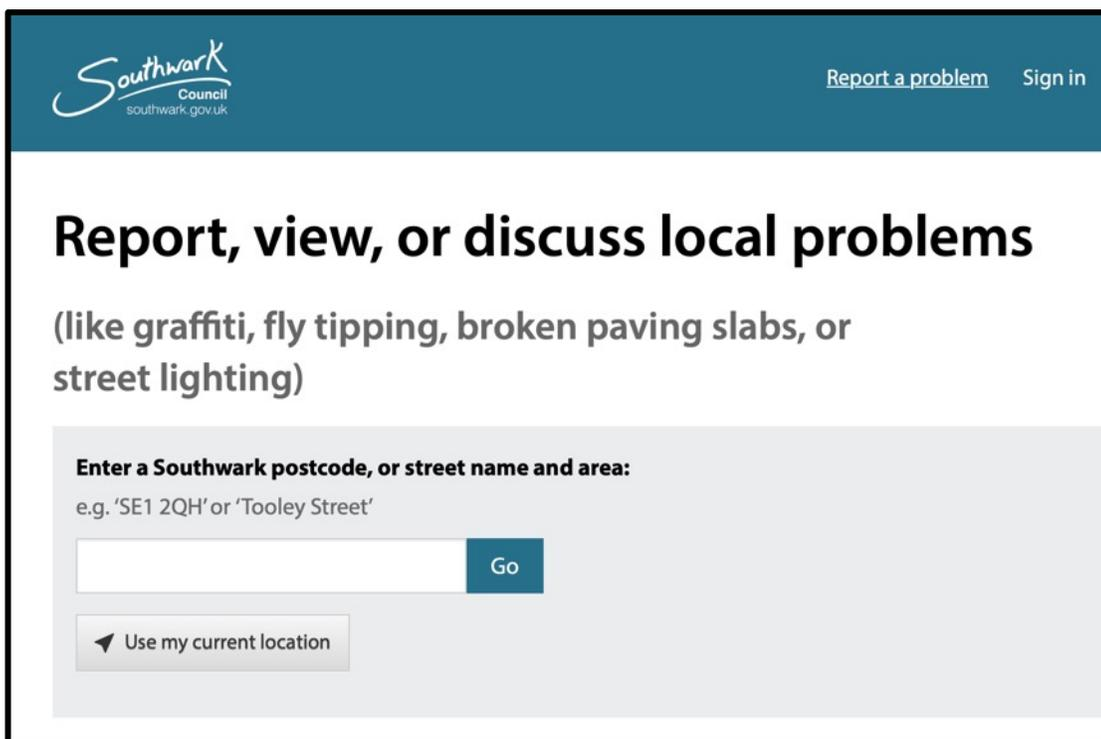 Southwark
Council
southwark.gov.uk
Report a problem Sign in
Report, view, or discuss local problems
(like graffiti, fly tipping, broken paving slabs, or
street lighting)
Enter a Southwark postcode, or street name and area:
e.g. ‘SE1 2QH’ or ‘Tooley Street’
Go
Use my current location